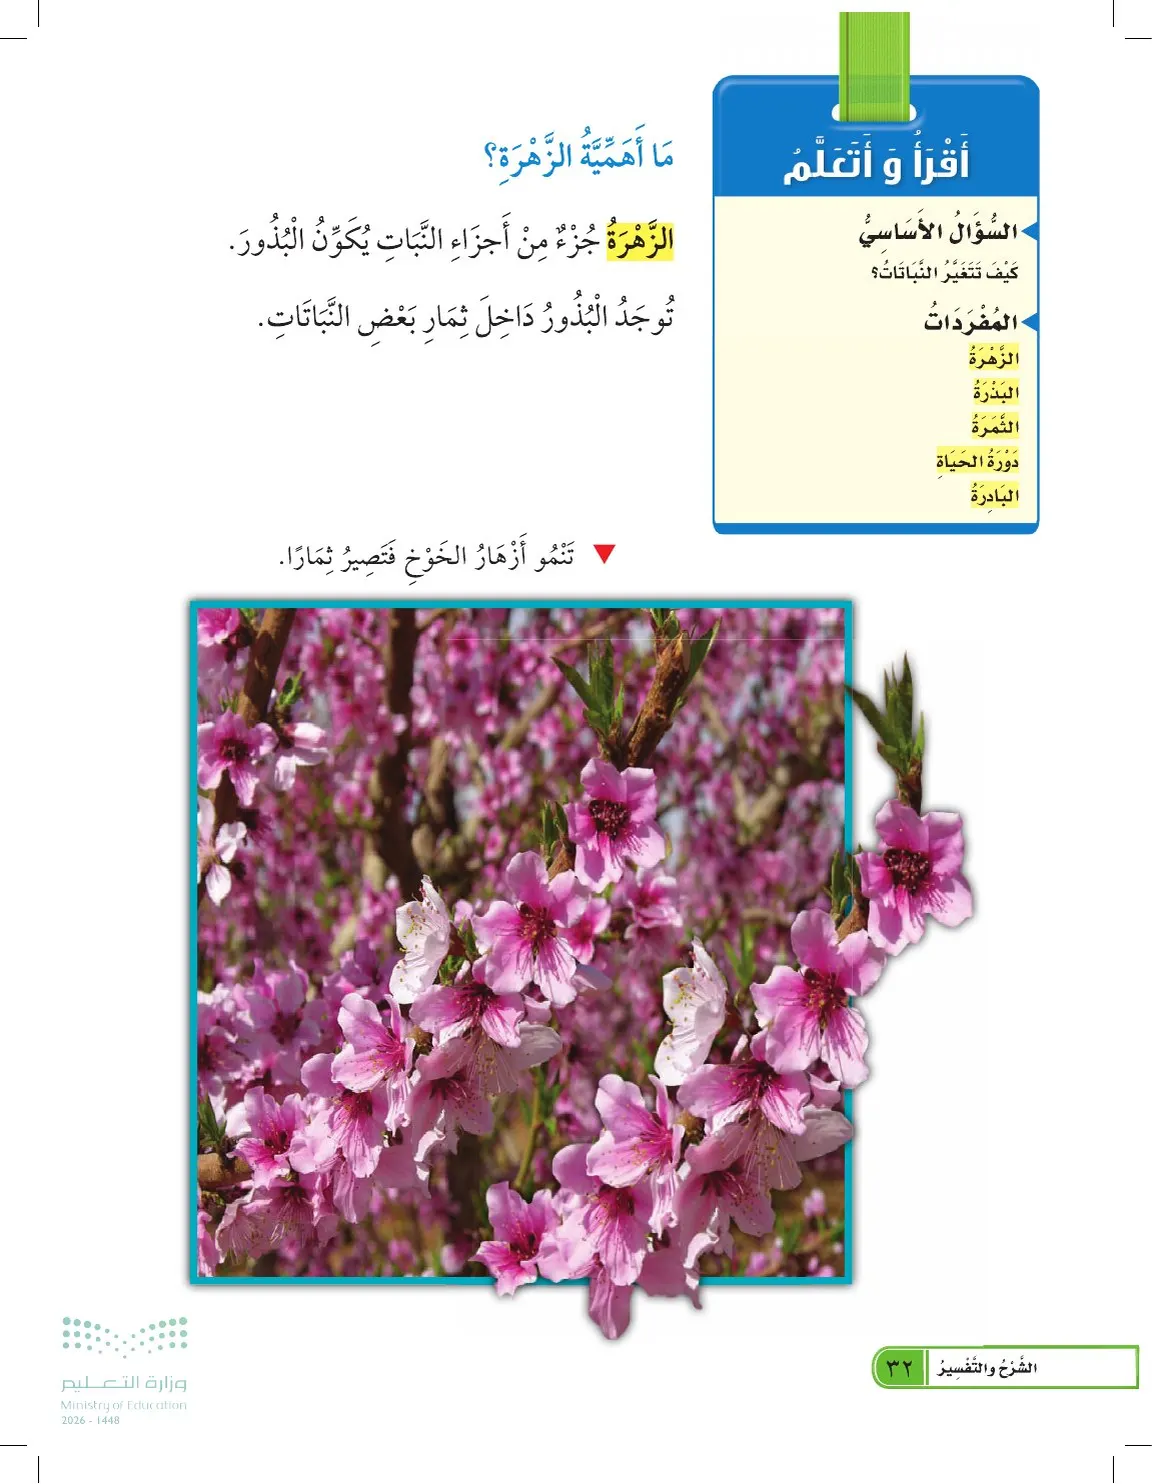 أَقْرَأُ وَ أَتَعَلَّمُ
السُّؤَالُ الأَسَاسِيُّ
كَيْفَ تَتَغَيَّرُ النَّبَاتَاتُ؟
المُفْرَدَاتُ
الزَّهْرَةُ
البَذْرَةُ
الثَّمَرَةُ
دَوْرَةُ الحَيَاةِ
البَادِرَةُ
مَا أَهَمِّيَّةُ الزَّهْرَةِ؟
الزَّهْرَةُ جُزْءٌ مِنْ أَجزَاءِ النَّبَاتِ يُكَوِّنُ الْبُذُورَ.
تُوجَدُ الْبُذُورُ دَاخِلَ ثِمَارِ بَعْضِ النَّبَاتَاتِ.
تَنْمُو أَزْهَارُ الخَوْخِ فَتَصِيرُ ثِمَارًا.
الشَّرْحُ والتَّفْسِيرُ ٣٢
وزارة التعـــليم
Ministry of Education
2026 - 1448